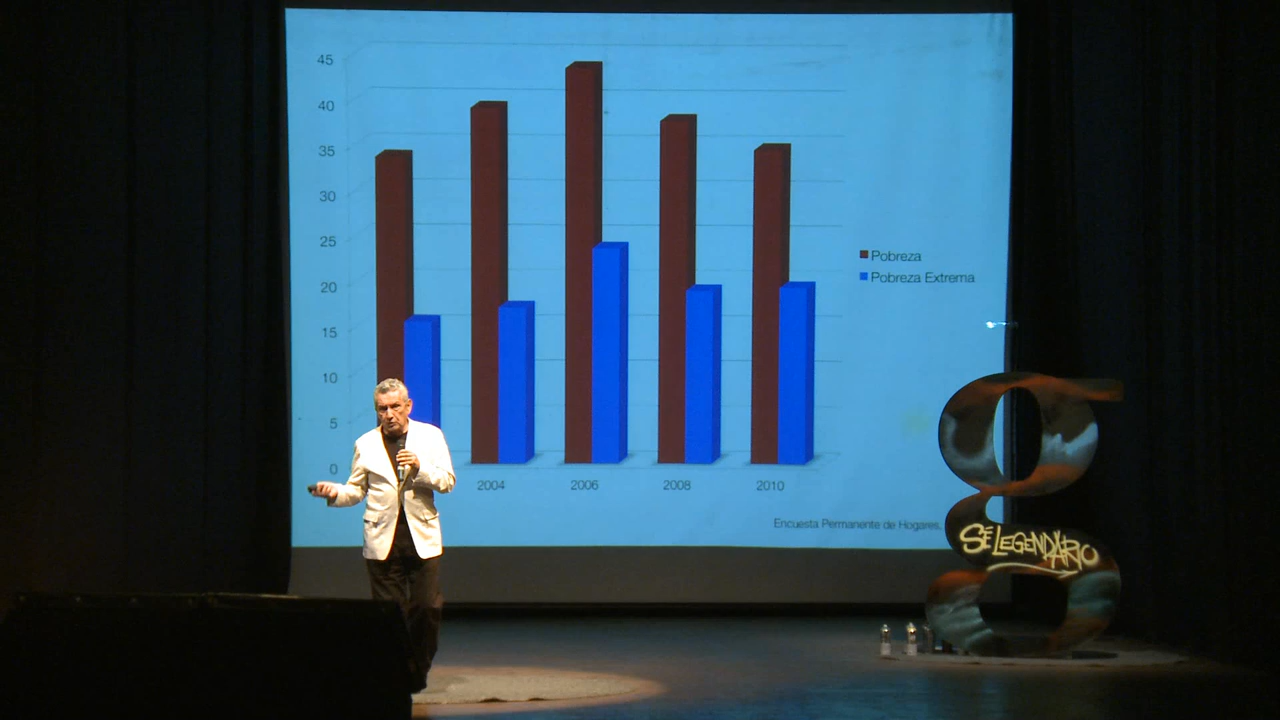 45
40
35
30
25
20
15
10
5
0
2004
2006
2008
2010
Pobreza
Pobreza Extrema
Encuesta Permanente de Hogares,
g
SÉ LEGENDARIO